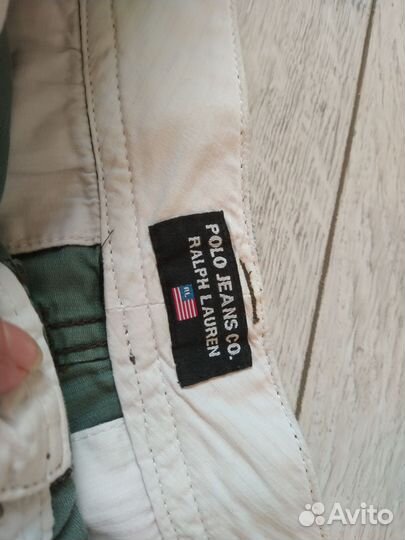 POLO JEANS CO.
RALPH LAUREN
RL
Avito